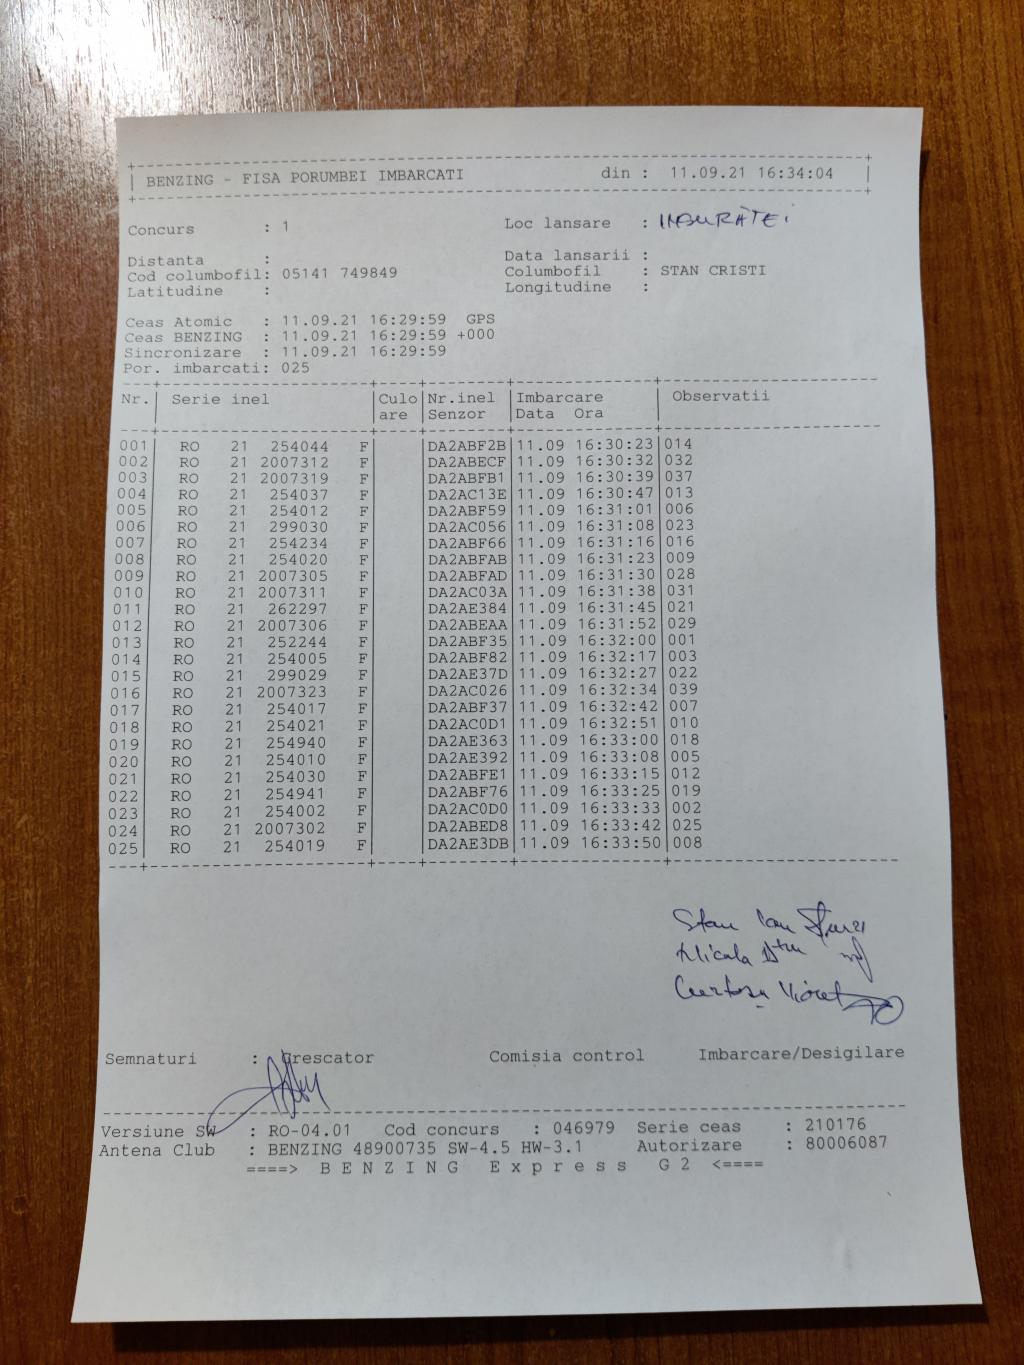 BENZING - FISA PORUMBEI IMBARCATI din : 11.09.21 16:34:04
Concurs : 1 Loc lansare : INSURĂTEI
Distanta : Data lansarii :
Cod columbofil: 05141 749849 Columbofil : STAN CRISTI
Latitudine : Longitudine :
Ceas Atomic : 11.09.21 16:29:59 GPS
Ceas BENZING : 11.09.21 16:29:59 +000
Sincronizare : 11.09.21 16:29:59
Por. imbarcati: 025
Nr. Serie inel Culo Nr.inel Imbarcare Observatii
are Senzor Data Ora
001 RO 21 254044 F DA2ABF2B 11.09 16:30:23 014
002 RO 21 2007312 F DA2ABECF 11.09 16:30:32 032
003 RO 21 2007319 F DA2ABFB1 11.09 16:30:39 037
004 RO 21 254037 F DA2AC13E 11.09 16:30:47 013
005 RO 21 254012 F DA2ABF59 11.09 16:31:01 006
006 RO 21 299030 F DA2AC056 11.09 16:31:08 023
007 RO 21 254234 F DA2ABF66 11.09 16:31:16 016
008 RO 21 254020 F DA2ABFAB 11.09 16:31:23 009
009 RO 21 2007305 F DA2ABFAD 11.09 16:31:30 028
010 RO 21 2007311 F DA2AC03A 11.09 16:31:38 031
011 RO 21 262297 F DA2AE384 11.09 16:31:45 021
012 RO 21 2007306 F DA2ABEAA 11.09 16:31:52 029
013 RO 21 252244 F DA2ABF35 11.09 16:32:00 001
014 RO 21 254005 F DA2ABF82 11.09 16:32:17 003
015 RO 21 299029 F DA2AE37D 11.09 16:32:27 022
016 RO 21 2007323 F DA2AC026 11.09 16:32:34 039
017 RO 21 254017 F DA2ABF37 11.09 16:32:42 007
018 RO 21 254021 F DA2AC0D1 11.09 16:32:51 010
019 RO 21 254940 F DA2AE363 11.09 16:33:00 018
020 RO 21 254010 F DA2AE392 11.09 16:33:08 005
021 RO 21 254030 F DA2ABFE1 11.09 16:33:15 012
022 RO 21 254941 F DA2ABF76 11.09 16:33:25 019
023 RO 21 254002 F DA2AC0D0 11.09 16:33:33 002
024 RO 21 2007302 F DA2ABED8 11.09 16:33:42 025
025 RO 21 254019 F DA2AE3DB 11.09 16:33:50 008
Stan
Semnaturi : Crescator Comisia control Imbarcare/Desigilare
Versiune SW : RO-04.01 Cod concurs : 046979 Serie ceas : 210176
Antena Club : BENZING 48900735 SW-4.5 HW-3.1 Autorizare : 80006087
====> BENZING Express G2 <====